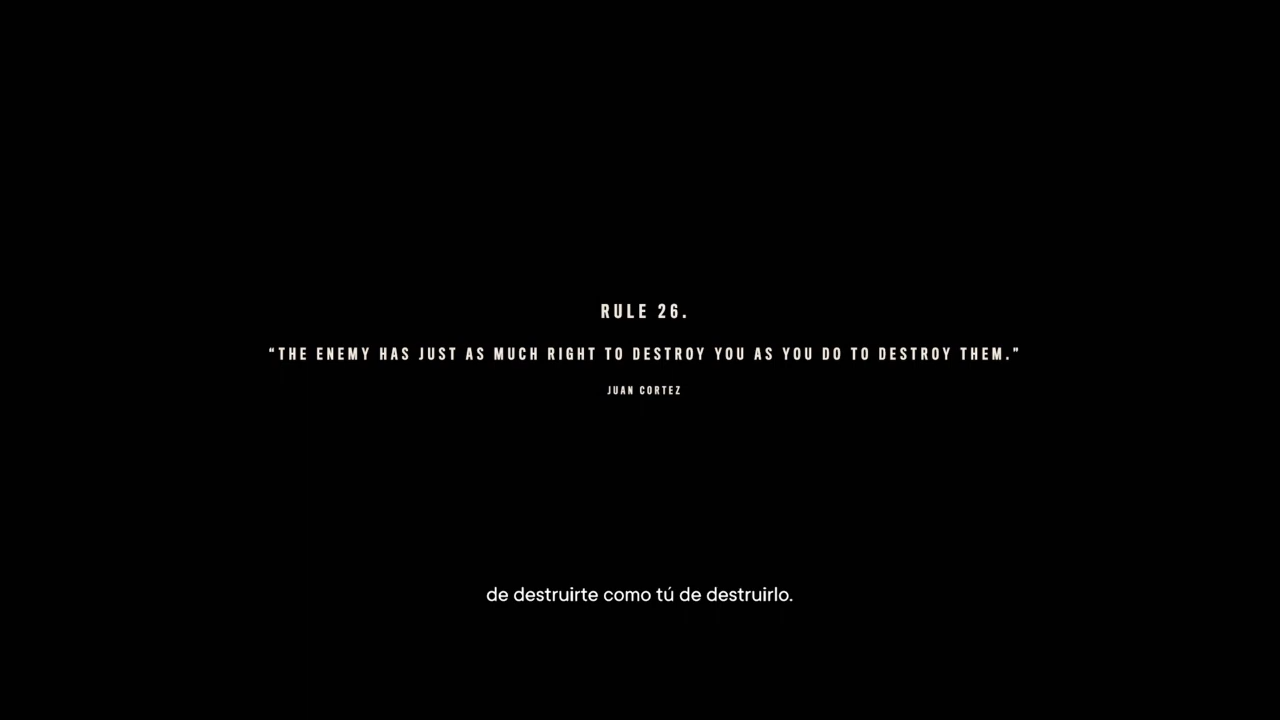 RULE 26.
“THE ENEMY HAS JUST AS MUCH RIGHT TO DESTROY YOU AS YOU DO TO DESTROY THEM.”
JUAN CORTEZ
de destruirte como tú de destruirlo.